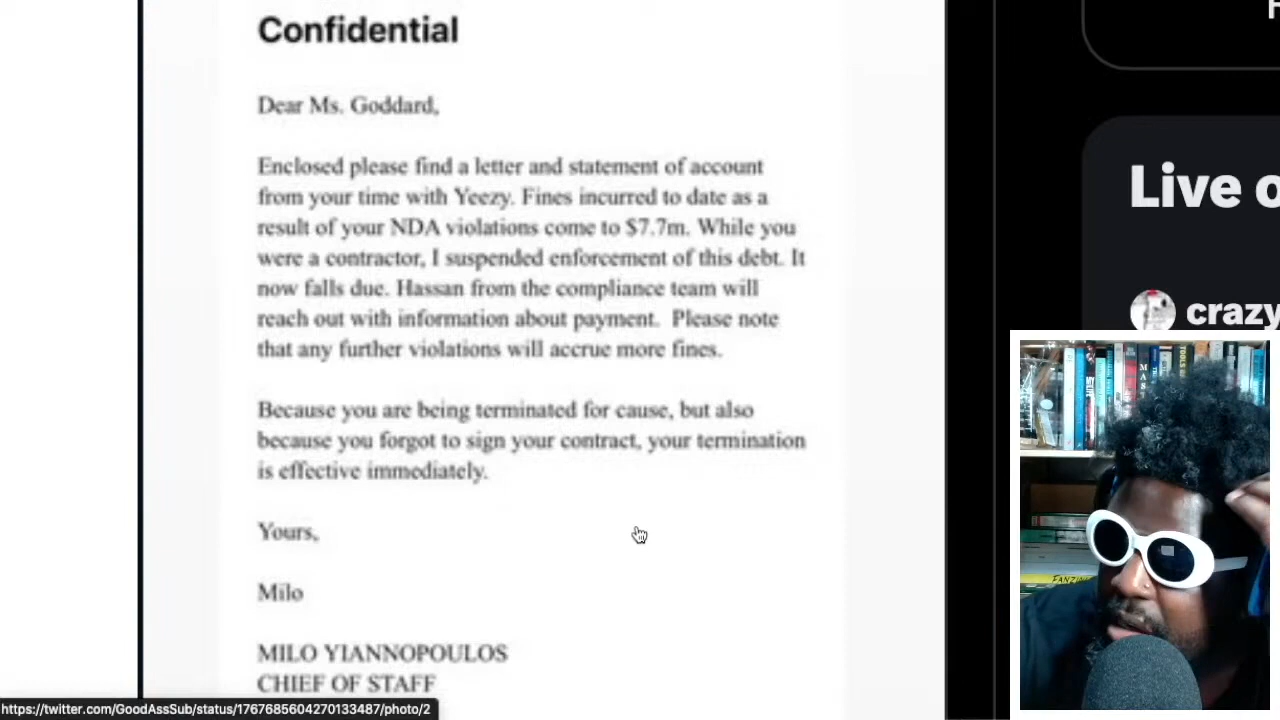 Confidential
Dear Ms. Goddard,
Enclosed please find a letter and statement of account
from your time with Yeezy. Fines incurred to date as a
result of your NDA violations come to $7.7m. While you
were a contractor, I suspended enforcement of this debt. It
now falls due. Hassan from the compliance team will
reach out with information about payment.  Please note
that any further violations will accrue more fines.
Because you are being terminated for cause, but also
because you forgot to sign your contract, your termination
is effective immediately.
Yours,
Milo
MILO YIANNOPOULOS
CHIEF OF STAFF
https://twitter.com/GoodAssSub/status/1767685604270133487/photo/2
Live o
crazy